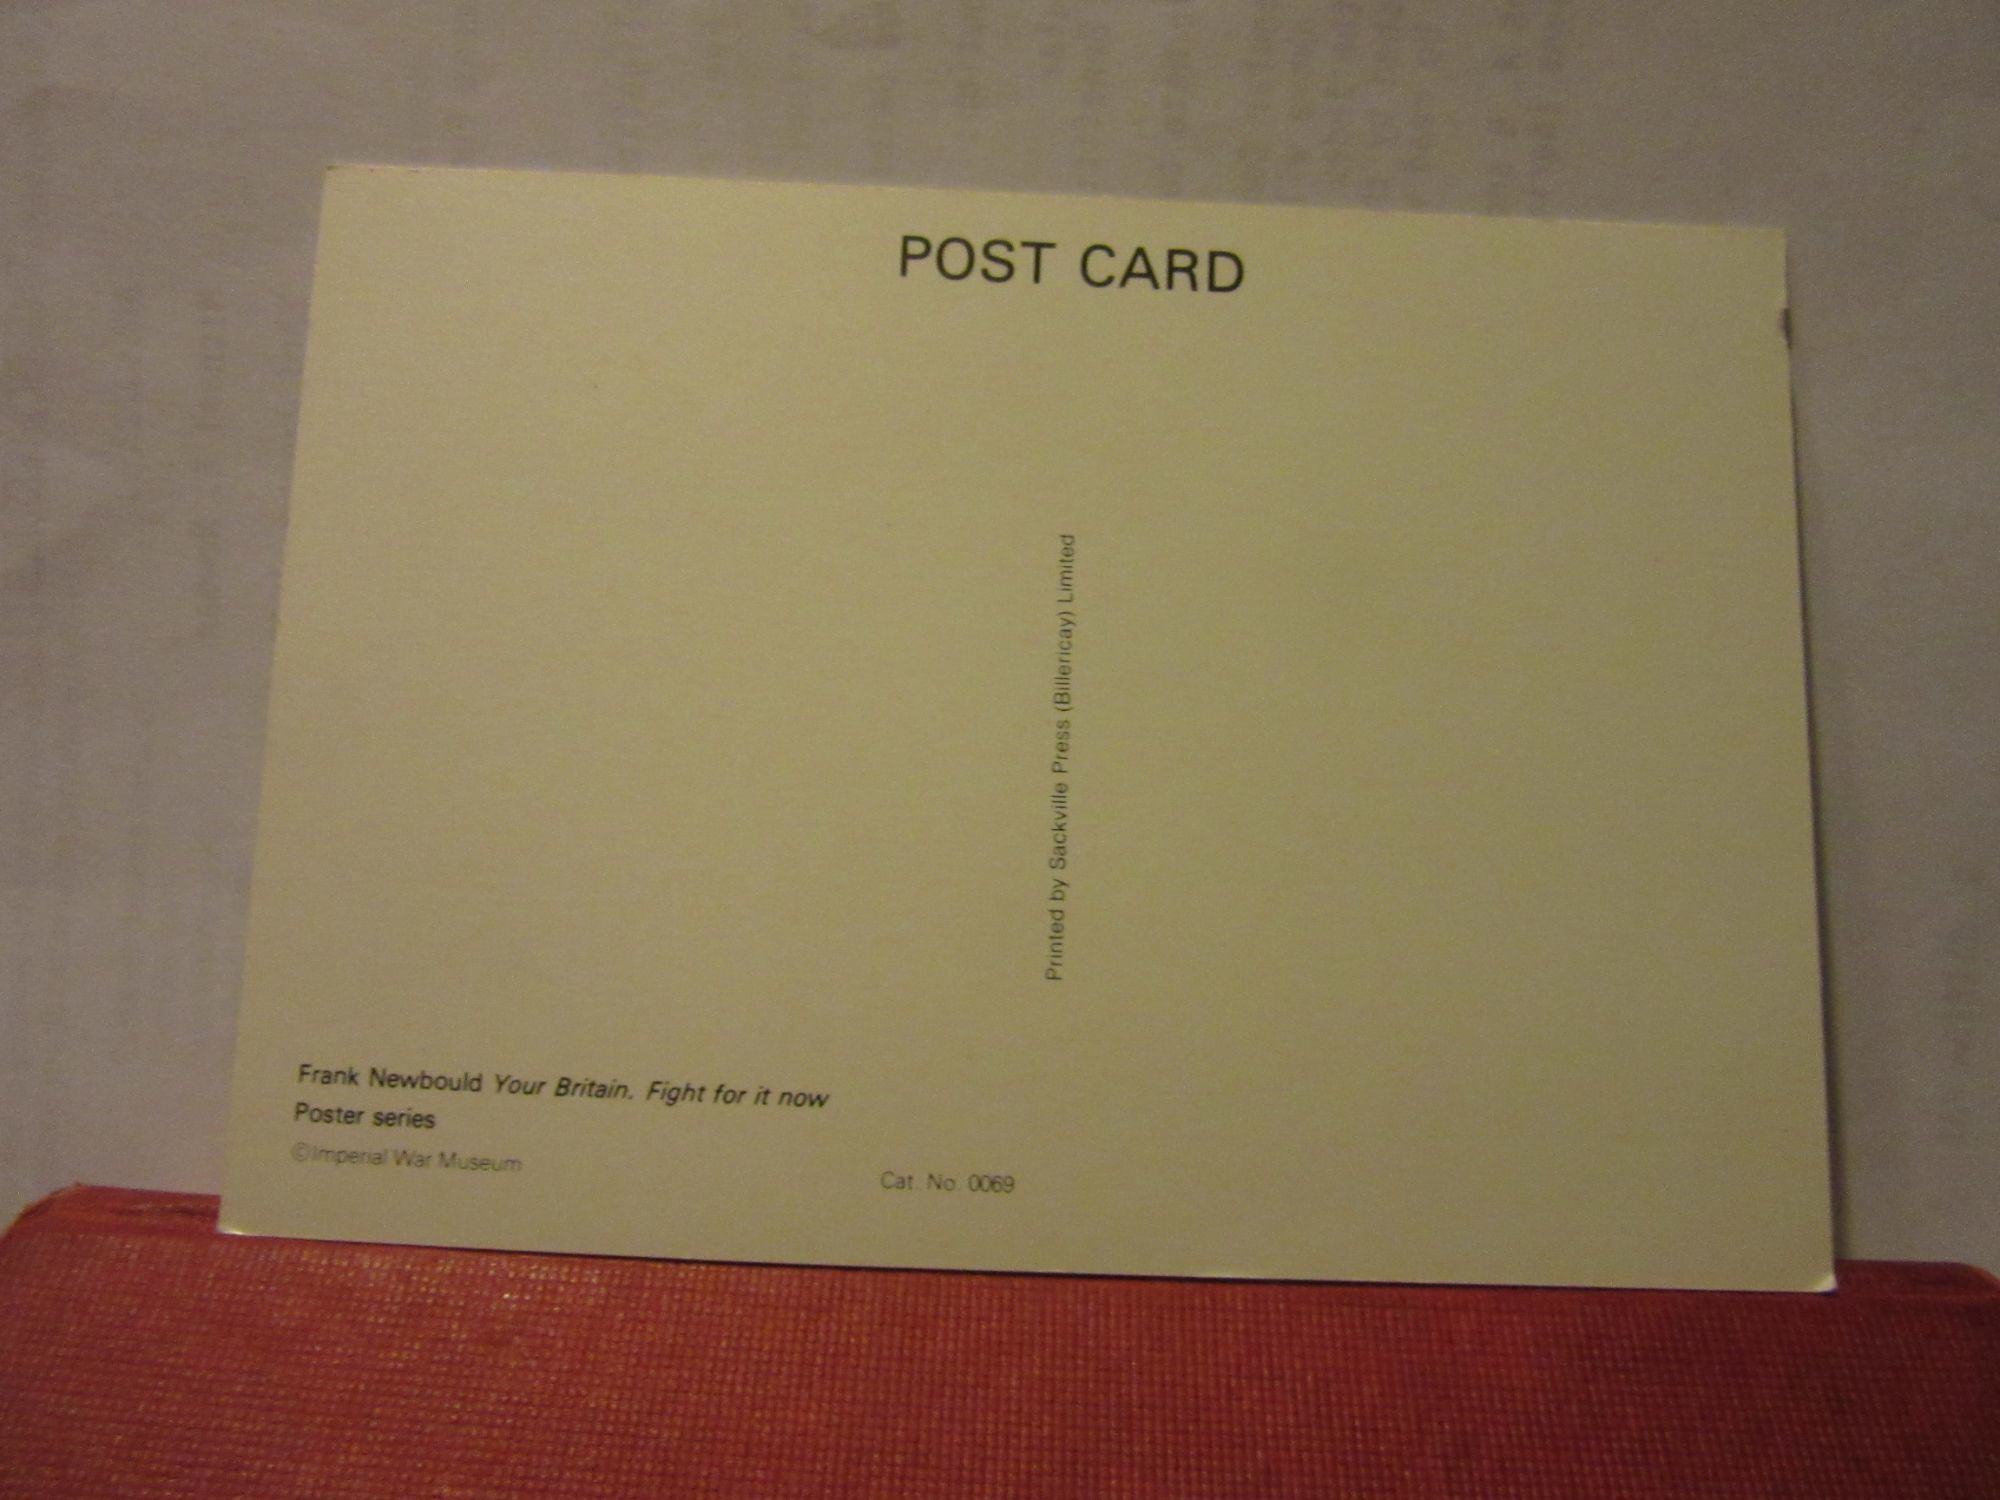 POST CARD
Printed by Sackville Press (Billericay) Limited
Frank Newbould Your Britain. Fight for it now
Poster series
©Imperial War Museum
Cat. No. 0069